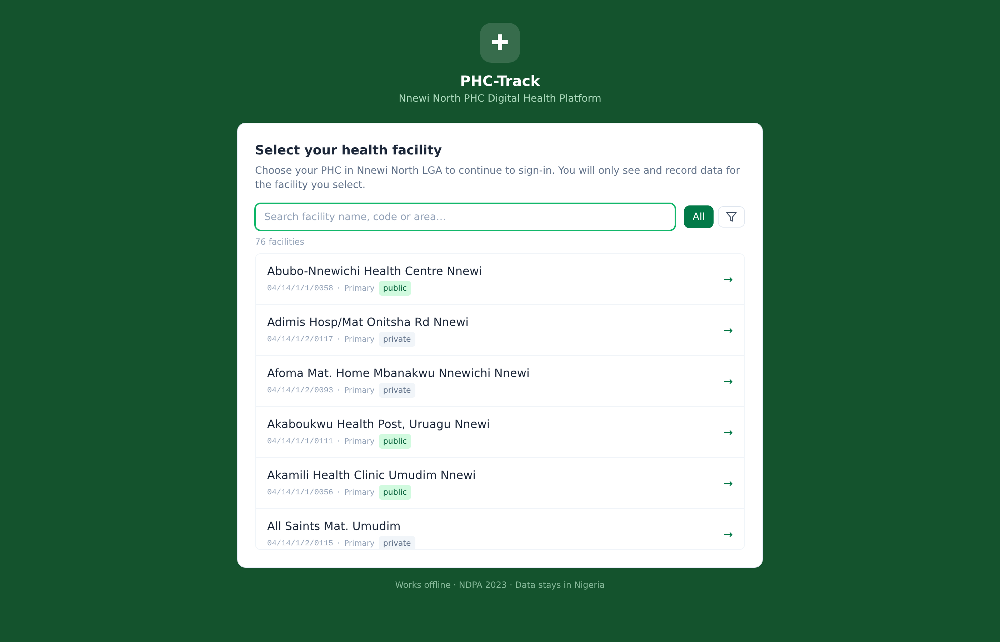 PHC-Track
Nnewi North PHC Digital Health Platform
Select your health facility
Choose your PHC in Nnewi North LGA to continue to sign-in. You will only see and record data for
the facility you select.
Search facility name, code or area...
All
76 facilities
Abubo-Nnewichi Health Centre Nnewi
04/14/1/1/0058 · Primary public
→
Adimis Hosp/Mat Onitsha Rd Nnewi
04/14/1/2/0117 · Primary private
→
Afoma Mat. Home Mbanakwu Nnewichi Nnewi
04/14/1/2/0093 · Primary private
→
Akaboukwu Health Post, Uruagu Nnewi
04/14/1/1/0111 · Primary public
→
Akamili Health Clinic Umudim Nnewi
04/14/1/1/0056 · Primary public
→
All Saints Mat. Umudim
04/14/1/2/0115 · Primary private
→
Works offline · NDPA 2023 · Data stays in Nigeria